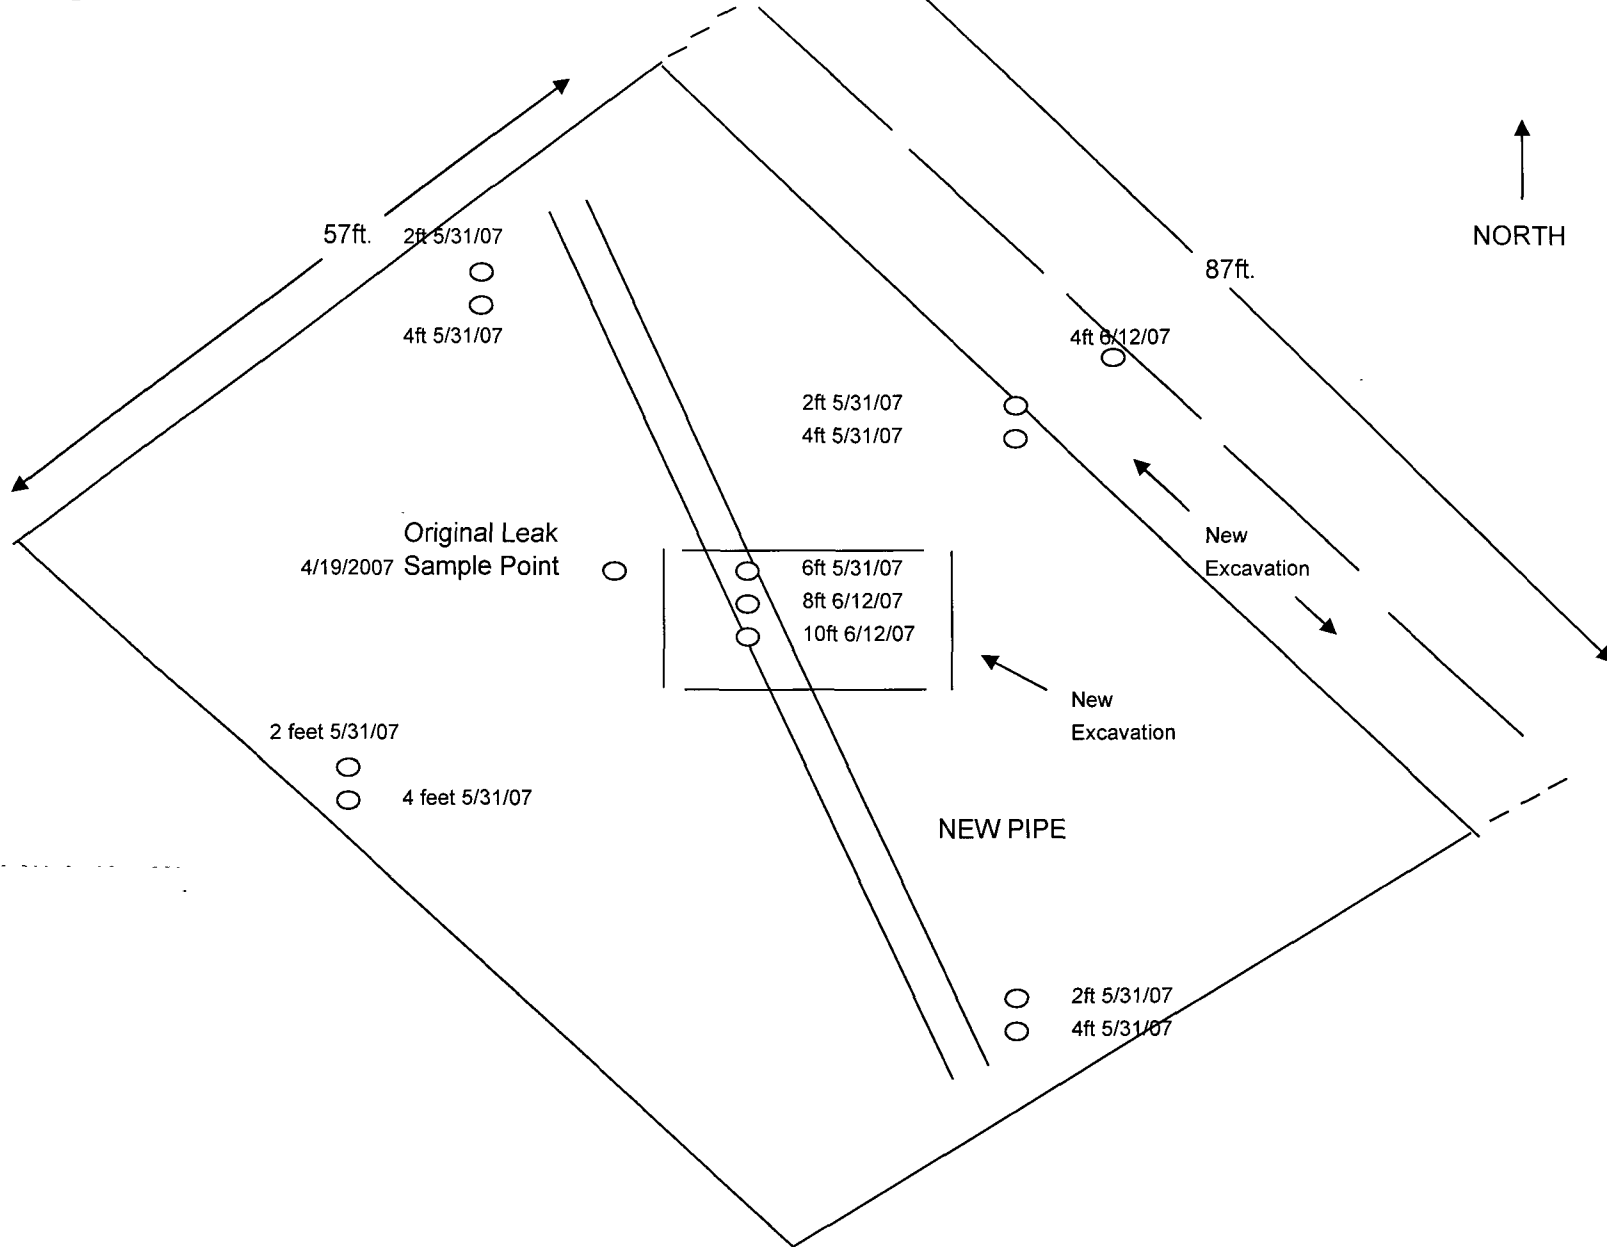 NORTH
57ft.
2ft 5/31/07
4ft 5/31/07
87ft.
4ft 6/12/07
2ft 5/31/07
4ft 5/31/07
New
Excavation
Original Leak
4/19/2007 Sample Point
6ft 5/31/07
8ft 6/12/07
10ft 6/12/07
New
Excavation
2 feet 5/31/07
4 feet 5/31/07
NEW PIPE
2ft 5/31/07
4ft 5/31/07